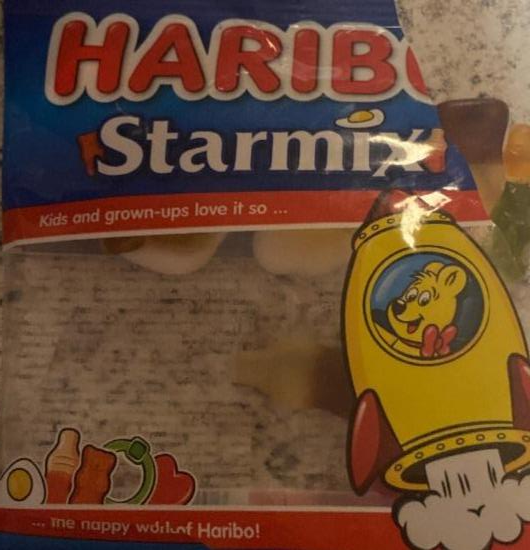 HARIBO
Starmix
Kids and grown-ups love it so ...
... the happy world of Haribo!